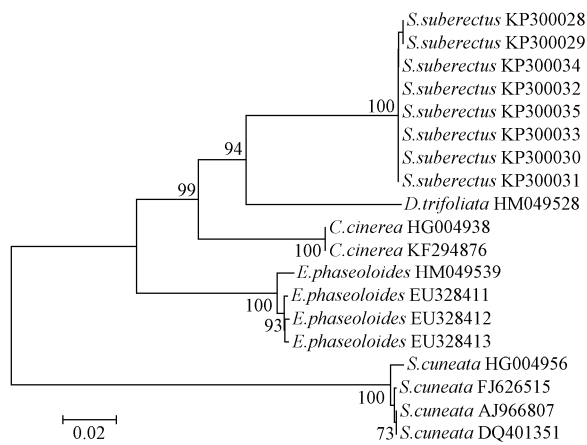 S.suberectus KP300028
S.suberectus KP300029
S.suberectus KP300034
S.suberectus KP300032
100 S.suberectus KP300035
S.suberectus KP300033
94 S.suberectus KP300030
99 S.suberectus KP300031
D.trifoliata HM049528
C.cinerea HG004938
100 C.cinerea KF294876
E.phaseoloides HM049539
E.phaseoloides EU328411
100
93 E.phaseoloides EU328412
E.phaseoloides EU328413
S.cuneata HG004956
S.cuneata FJ626515
100
S.cuneata AJ966807
0.02 73 S.cuneata DQ401351